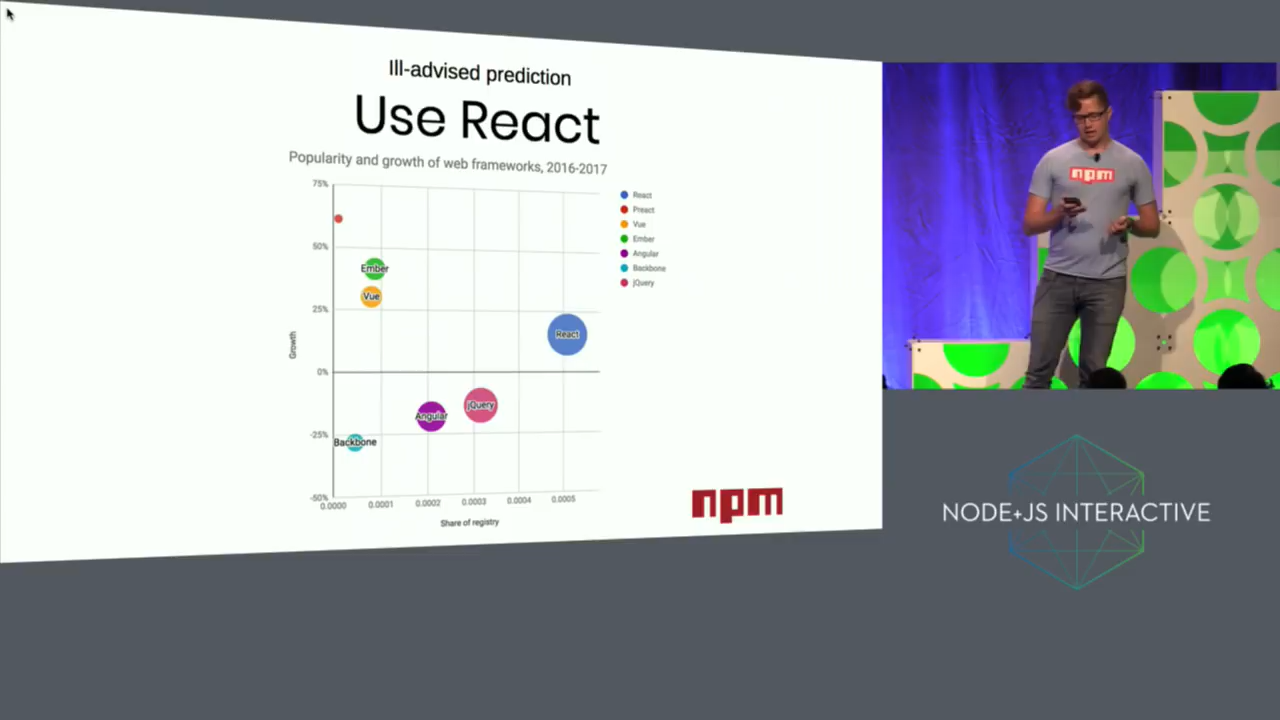 Ill-advised prediction
Use React
Popularity and growth of web frameworks, 2016-2017
75%
50%
25%
0%
-25%
-50%
Growth
Ember
Vue
React
Angular
jQuery
Backbone
0.0000
0.0001
0.0002
0.0003
0.0004
0.0005
Share of registry
React
Preact
Vue
Ember
Angular
Backbone
jQuery
npm
npm
NODE+JS INTERACTIVE